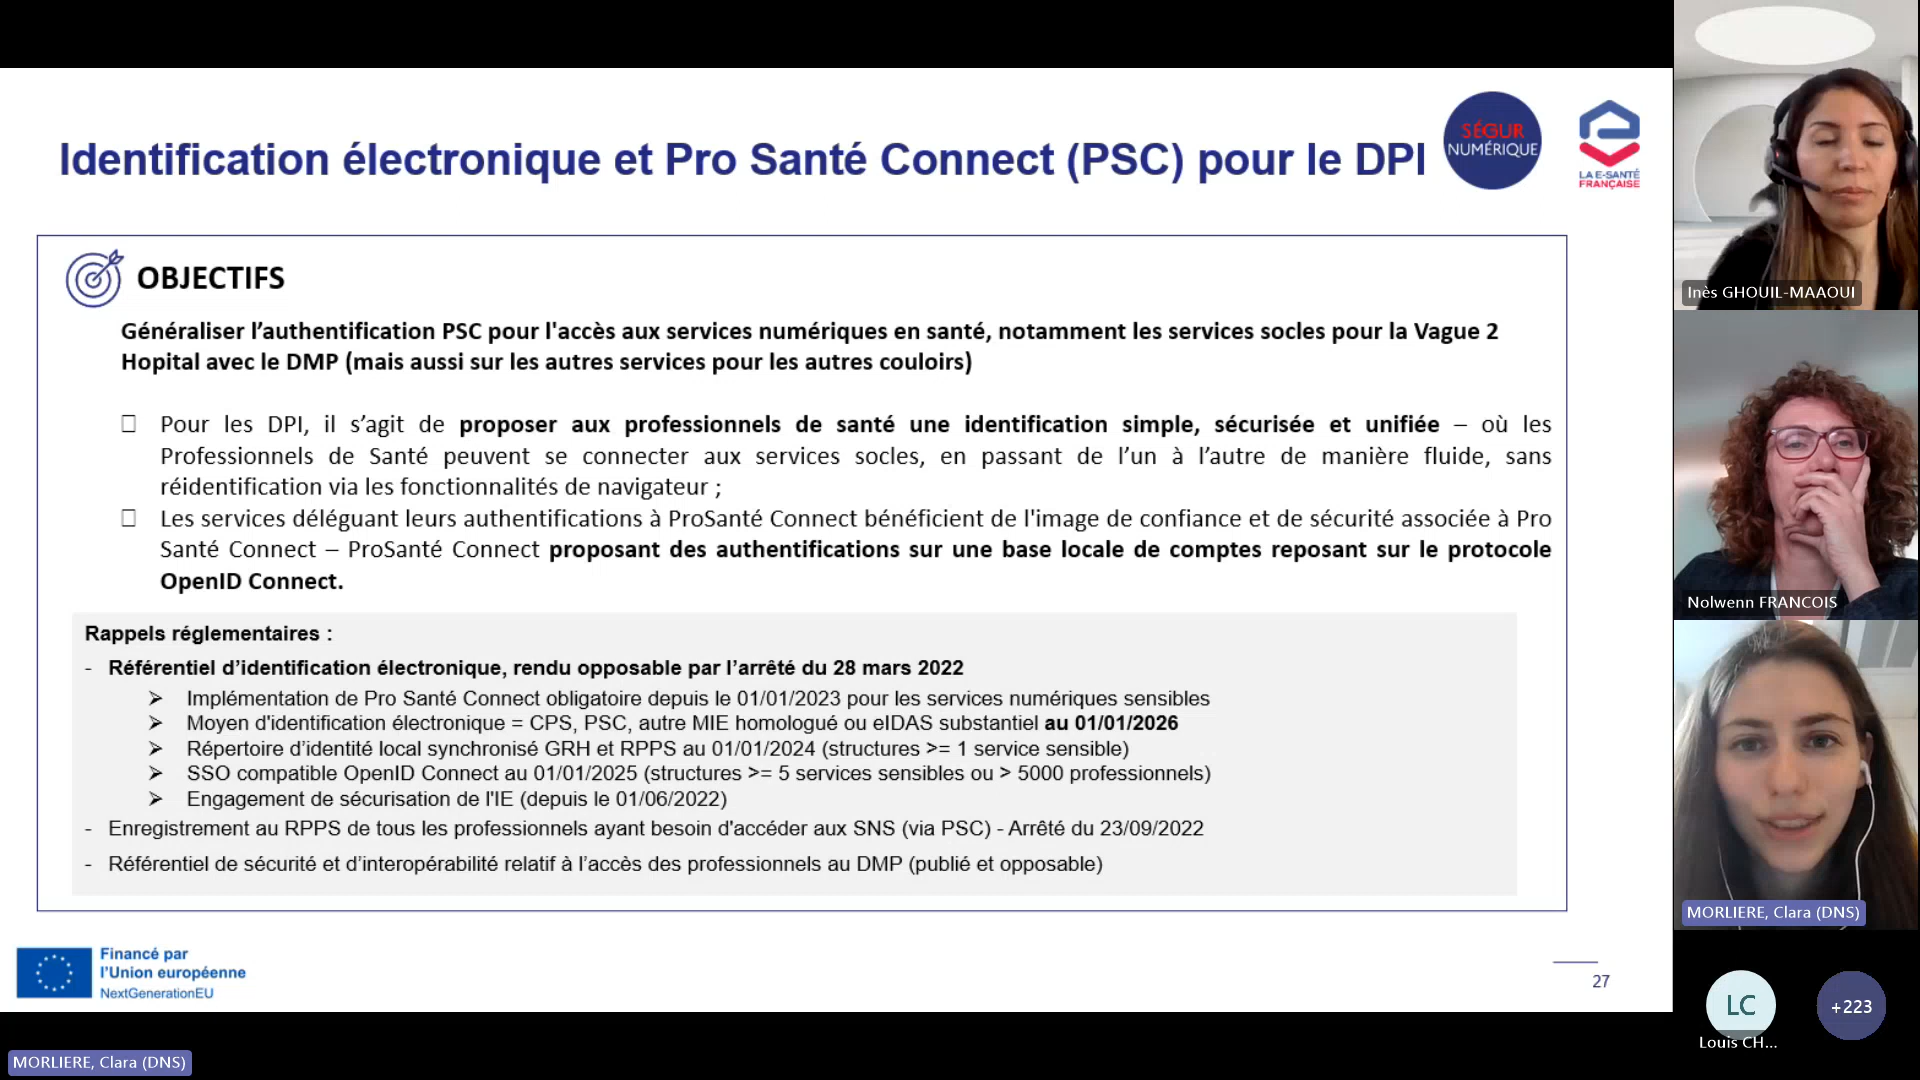 Identification électronique et Pro Santé Connect (PSC) pour le DPI
SÉGUR
NUMÉRIQUE
LA E-SANTÉ
FRANÇAISE
OBJECTIFS
Généraliser l’authentification PSC pour l'accès aux services numériques en santé, notamment les services socles pour la Vague 2
Hopital avec le DMP (mais aussi sur les autres services pour les autres couloirs)
Pour les DPI, il s’agit de proposer aux professionnels de santé une identification simple, sécurisée et unifiée – où les
Professionnels de Santé peuvent se connecter aux services socles, en passant de l’un à l’autre de manière fluide, sans
réidentification via les fonctionnalités de navigateur ;
Les services déléguant leurs authentifications à ProSanté Connect bénéficient de l'image de confiance et de sécurité associée à Pro
Santé Connect – ProSanté Connect proposant des authentifications sur une base locale de comptes reposant sur le protocole
OpenID Connect.
Rappels réglementaires :
- Référentiel d’identification électronique, rendu opposable par l’arrêté du 28 mars 2022
➢ Implémentation de Pro Santé Connect obligatoire depuis le 01/01/2023 pour les services numériques sensibles
➢ Moyen d'identification électronique = CPS, PSC, autre MIE homologué ou eIDAS substantiel au 01/01/2026
➢ Répertoire d’identité local synchronisé GRH et RPPS au 01/01/2024 (structures >= 1 service sensible)
➢ SSO compatible OpenID Connect au 01/01/2025 (structures >= 5 services sensibles ou > 5000 professionnels)
➢ Engagement de sécurisation de l'IE (depuis le 01/06/2022)
- Enregistrement au RPPS de tous les professionnels ayant besoin d'accéder aux SNS (via PSC) - Arrêté du 23/09/2022
- Référentiel de sécurité et d’interopérabilité relatif à l’accès des professionnels au DMP (publié et opposable)
Financé par
l’Union européenne
NextGenerationEU
27
MORLIERE, Clara (DNS)
Inès GHOUIL-MAAOUI
Nolwenn FRANCOIS
MORLIERE, Clara (DNS)
LC
+223
Louis CH...